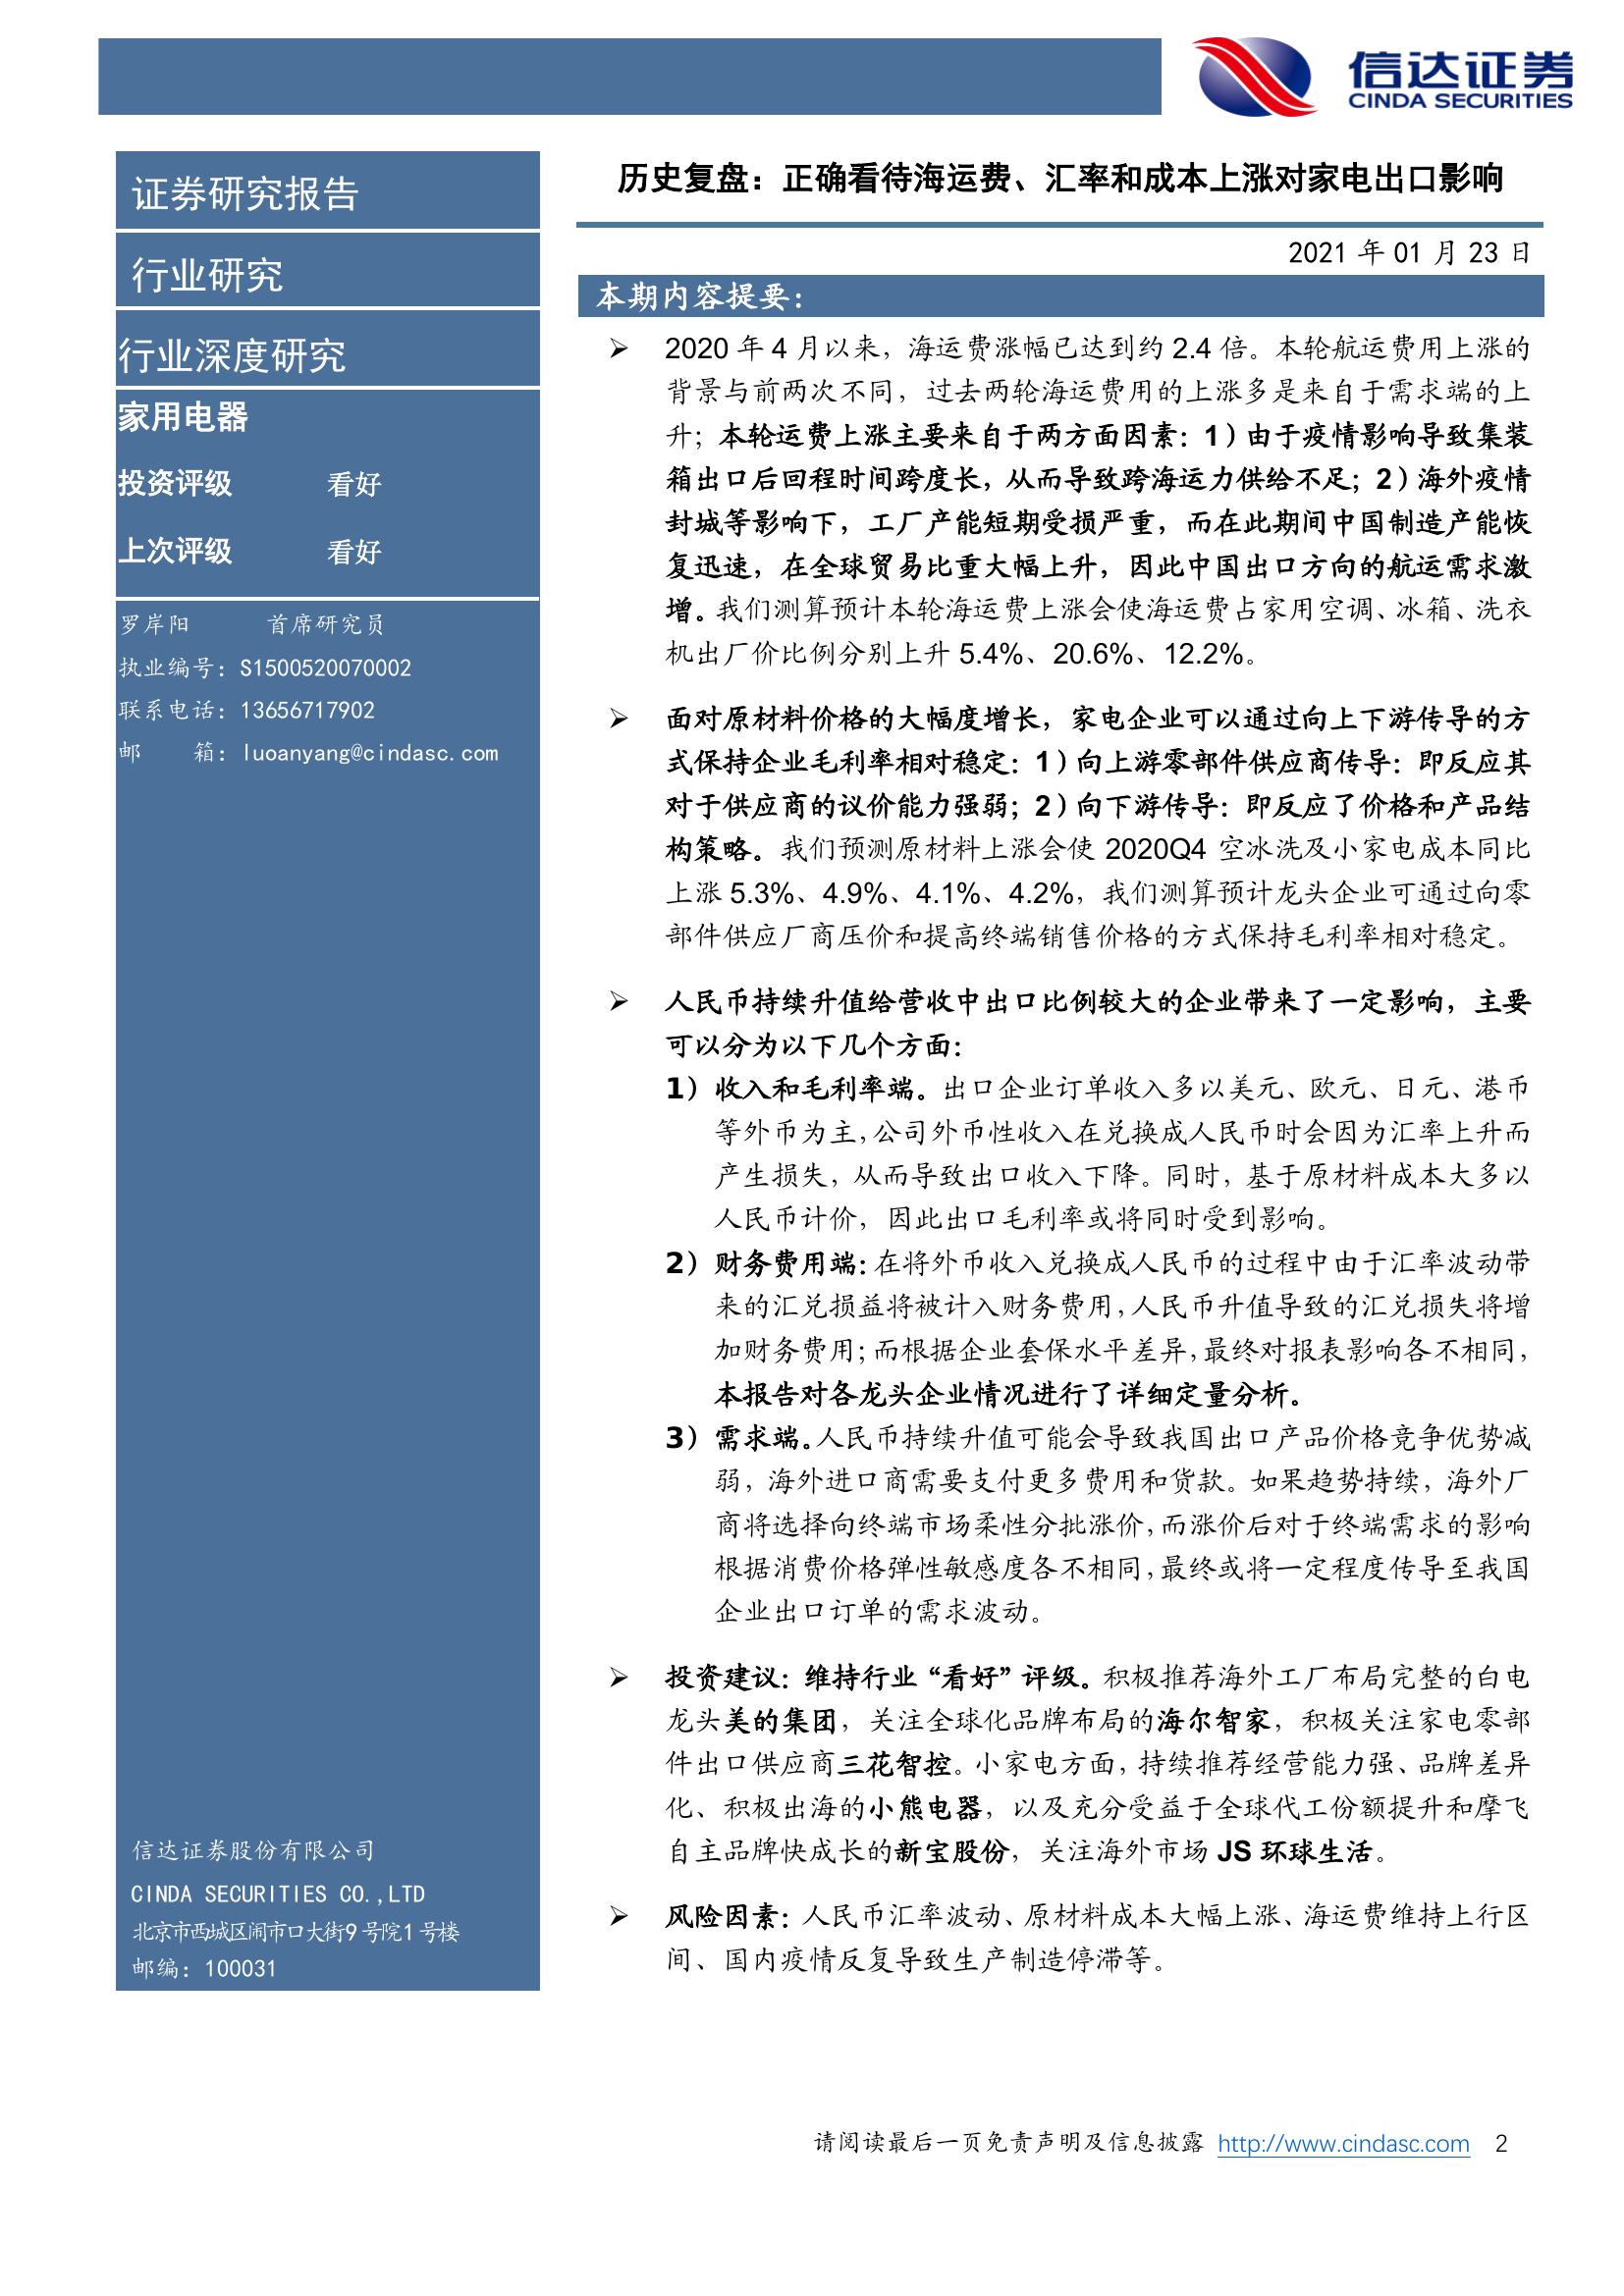 信达证券
CINDA SECURITIES
证券研究报告
行业研究
行业深度研究
家用电器
投资评级 看好
上次评级 看好
罗岸阳 首席研究员
执业编号：S1500520070002
联系电话：13656717902
邮 箱：luoanyang@cindasc.com
信达证券股份有限公司
CINDA SECURITIES CO.,LTD
北京市西城区闹市口大街9号院1号楼
邮编：100031
历史复盘：正确看待海运费、汇率和成本上涨对家电出口影响
2021 年 01 月 23 日
本期内容提要：
➢ 2020 年 4 月以来，海运费涨幅已达到约 2.4 倍。本轮航运费用上涨的
背景与前两次不同，过去两轮海运费用的上涨多是来自于需求端的上
升；本轮运费上涨主要来自于两方面因素：1）由于疫情影响导致集装
箱出口后回程时间跨度长，从而导致跨海运力供给不足；2）海外疫情
封城等影响下，工厂产能短期受损严重，而在此期间中国制造产能恢
复迅速，在全球贸易比重大幅上升，因此中国出口方向的航运需求激
增。我们测算预计本轮海运费上涨会使海运费占家用空调、冰箱、洗衣
机出厂价比例分别上升 5.4%、20.6%、12.2%。
➢ 面对原材料价格的大幅度增长，家电企业可以通过向上下游传导的方
式保持企业毛利率相对稳定：1）向上游零部件供应商传导：即反应其
对于供应商的议价能力强弱；2）向下游传导：即反应了价格和产品结
构策略。我们预测原材料上涨会使 2020Q4 空冰洗及小家电成本同比
上涨 5.3%、4.9%、4.1%、4.2%，我们测算预计龙头企业可通过向零
部件供应厂商压价和提高终端销售价格的方式保持毛利率相对稳定。
➢ 人民币持续升值给营收中出口比例较大的企业带来了一定影响，主要
可以分为以下几个方面：
1）收入和毛利率端。出口企业订单收入多以美元、欧元、日元、港币
等外币为主，公司外币性收入在兑换成人民币时会因为汇率上升而
产生损失，从而导致出口收入下降。同时，基于原材料成本大多以
人民币计价，因此出口毛利率或将同时受到影响。
2）财务费用端：在将外币收入兑换成人民币的过程中由于汇率波动带
来的汇兑损益将被计入财务费用，人民币升值导致的汇兑损失将增
加财务费用；而根据企业套保水平差异，最终对报表影响各不相同，
本报告对各龙头企业情况进行了详细定量分析。
3）需求端。人民币持续升值可能会导致我国出口产品价格竞争优势减
弱，海外进口商需要支付更多费用和货款。如果趋势持续，海外厂
商将选择向终端市场柔性分批涨价，而涨价后对于终端需求的影响
根据消费价格弹性敏感度各不相同，最终或将一定程度传导至我国
企业出口订单的需求波动。
➢ 投资建议：维持行业“看好”评级。积极推荐海外工厂布局完整的白电
龙头美的集团，关注全球化品牌布局的海尔智家，积极关注家电零部
件出口供应商三花智控。小家电方面，持续推荐经营能力强、品牌差异
化、积极出海的小熊电器，以及充分受益于全球代工份额提升和摩飞
自主品牌快成长的新宝股份，关注海外市场 JS 环球生活。
➢ 风险因素：人民币汇率波动、原材料成本大幅上涨、海运费维持上行区
间、国内疫情反复导致生产制造停滞等。
请阅读最后一页免责声明及信息披露 http://www.cindasc.com 2